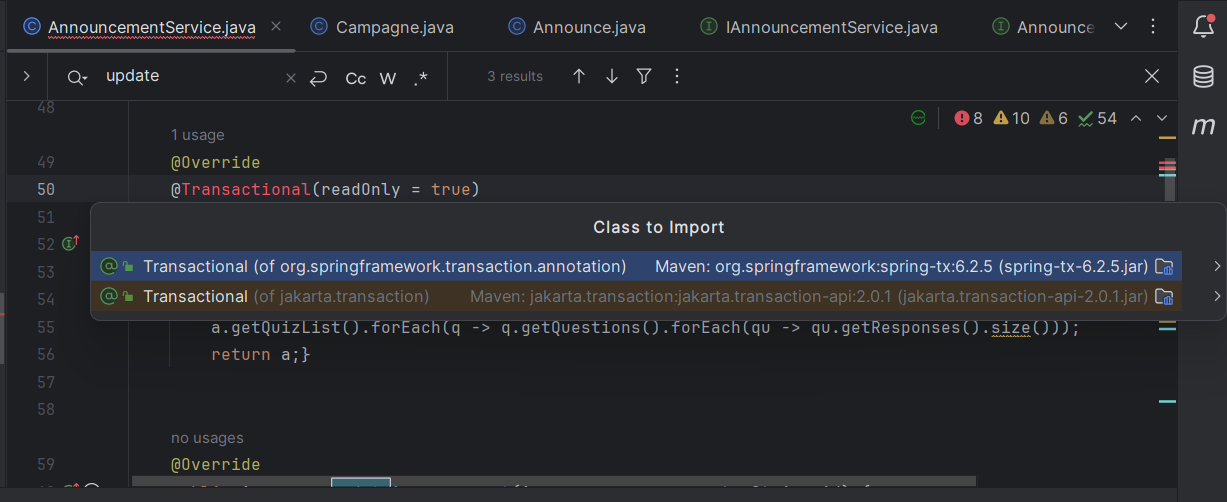 AnnouncementService.java Campagne.java Announce.java IAnnouncementService.java Announce
update Cc W .* 3 results
48 8 10 6 54
1 usage
49 @Override
50 @Transactional(readOnly = true)
51
Class to Import
52
Transactional (of org.springframework.transaction.annotation) Maven: org.springframework:spring-tx:6.2.5 (spring-tx-6.2.5.jar)
53
Transactional (of jakarta.transaction) Maven: jakarta.transaction:jakarta.transaction-api:2.0.1 (jakarta.transaction-api-2.0.1.jar)
54
55 a.getQuizList().forEach(q -> q.getQuestions().forEach(qu -> qu.getResponses().size()));
56 return a;}
57
58
no usages
59 @Override